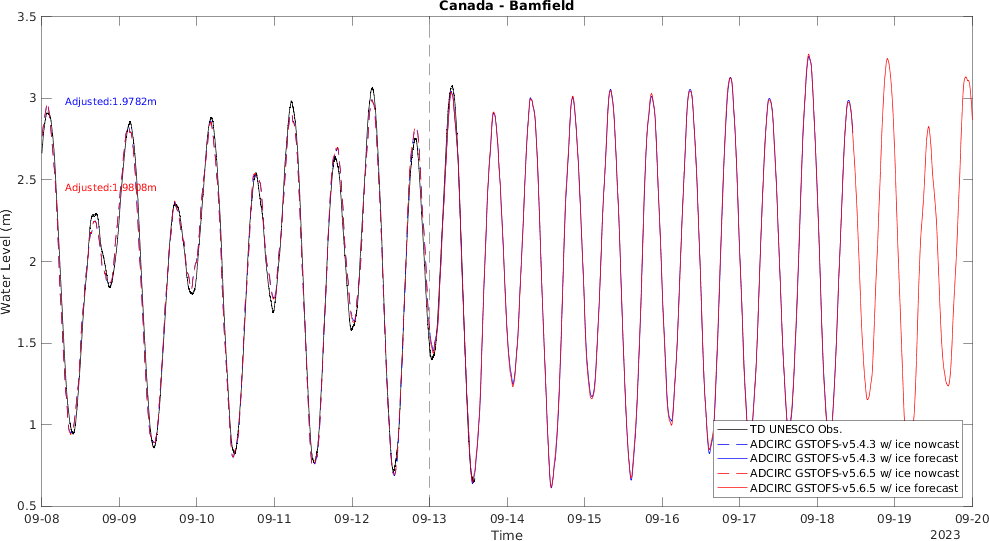 Canada - Bamfield
3.5
3
2.5
2
1.5
1
0.5
Water Level (m)
Adjusted:1.9782m
Adjusted:1.9808m
TD UNESCO Obs.
ADCIRC GSTOFS-v5.4.3 w/ ice nowcast
ADCIRC GSTOFS-v5.4.3 w/ ice forecast
ADCIRC GSTOFS-v5.6.5 w/ ice nowcast
ADCIRC GSTOFS-v5.6.5 w/ ice forecast
09-08 09-09 09-10 09-11 09-12 09-13 09-14 09-15 09-16 09-17 09-18 09-19 09-20
Time
2023